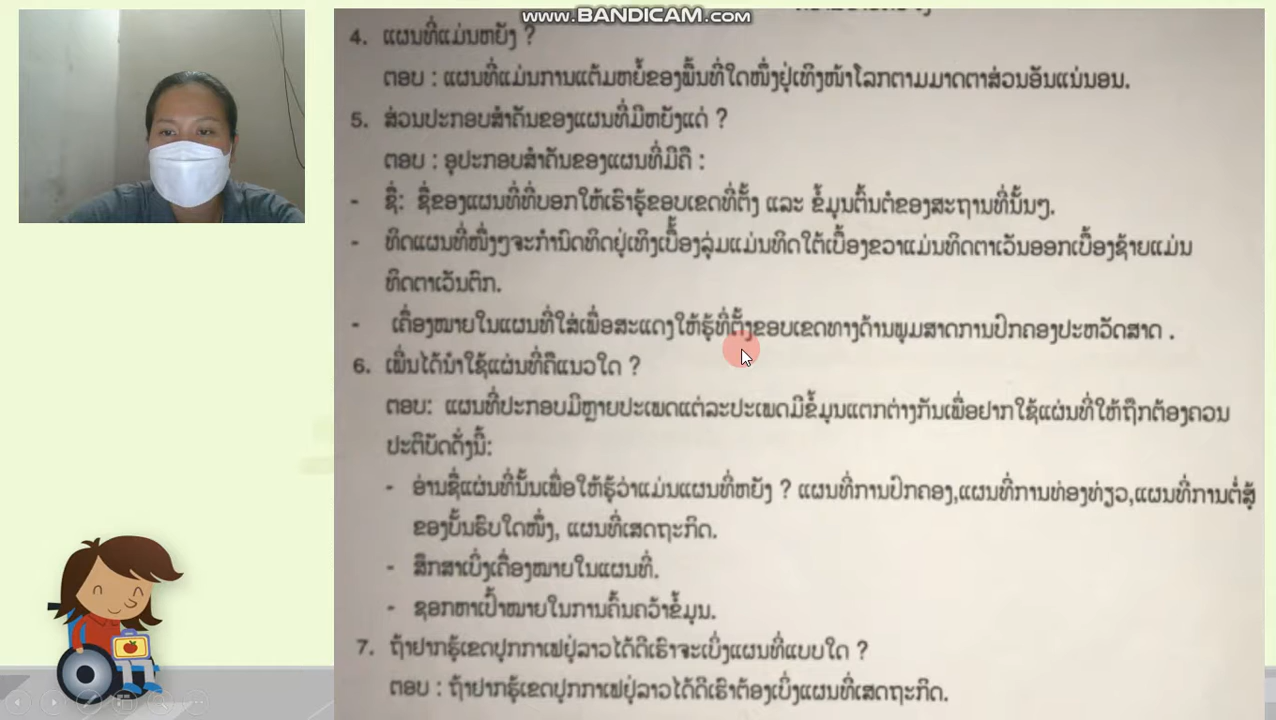 www.BANDICAM.com
4. ແຜນທີ່ແມ່ນຫຍັງ ?
ຕອບ : ແຜນທີ່ແມ່ນການແຕ້ມຫຍໍ້ຂອງພື້ນທີ່ໃດໜຶ່ງຢູ່ເທິງໜ້າໂລກຕາມມາດຕາສ່ວນອັນແນ່ນອນ.
5. ສ່ວນປະກອບສຳຄັນຂອງແຜນທີ່ມີຫຍັງແດ່ ?
ຕອບ : ອຸປະກອບສຳຄັນຂອງແຜນທີ່ມີຄື :
- ຊື່: ຊື່ຂອງແຜນທີ່ທີ່ບອກໃຫ້ເຮົາຮູ້ຂອບເຂດທີ່ຕັ້ງ ແລະ ຂໍ້ມູນຕົ້ນຕໍຂອງສະຖານທີ່ນັ້ນໆ.
- ທິດແຜນທີ່ໜຶ່ງໆຈະກຳນົດທິດຢູ່ເທິງເບື້ອງລຸ່ມແມ່ນທິດໃຕ້ເບື້ອງຂວາແມ່ນທິດຕາເວັນອອກເບື້ອງຊ້າຍແມ່ນ
ທິດຕາເວັນຕົກ.
- ເຄື່ອງໝາຍໃນແຜນທີ່ໃສ່ເພື່ອສະແດງໃຫ້ຮູ້ທີ່ຕັ້ງຂອບເຂດທາງດ້ານພູມສາດການປົກຄອງປະຫວັດສາດ .
6. ເພິ່ນໄດ້ນຳໃຊ້ແຜ່ນທີ່ຄືແນວໃດ ?
ຕອບ: ແຜນທີ່ປະກອບມີຫຼາຍປະເພດແຕ່ລະປະເພດມີຂໍ້ມູນແຕກຕ່າງກັນເພື່ອຢາກໃຊ້ແຜ່ນທີ່ໃຫ້ຖືກຕ້ອງຄວນ
ປະຕິບັດດັ່ງນີ້:
- ອ່ານຊື່ແຜ່ນທີ່ນັ້ນເພື່ອໃຫ້ຮູ້ວ່າແມ່ນແຜນທີ່ຫຍັງ ? ແຜນທີ່ການປົກຄອງ,ແຜນທີ່ການທ່ອງທ່ຽວ,ແຜນທີ່ການຕໍ່ສູ້
ຂອງບັ້ນຮົບໃດໜຶ່ງ, ແຜນທີ່ເສດຖະກິດ.
- ສຶກສາເບິ່ງເຄື່ອງໝາຍໃນແຜນທີ່.
- ຊອກຫາເປົ້າໝາຍໃນການຄົ້ນຄວ້າຂໍ້ມູນ.
7. ຖ້າຢາກຮູ້ເຂດປູກກາເຟຢູ່ລາວໄດ້ດີເຮົາຈະເບິ່ງແຜນທີ່ແບບໃດ ?
ຕອບ : ຖ້າຢາກຮູ້ເຂດປູກກາເຟຢູ່ລາວໄດ້ດີເຮົາຕ້ອງເບິ່ງແຜນທີ່ເສດຖະກິດ.